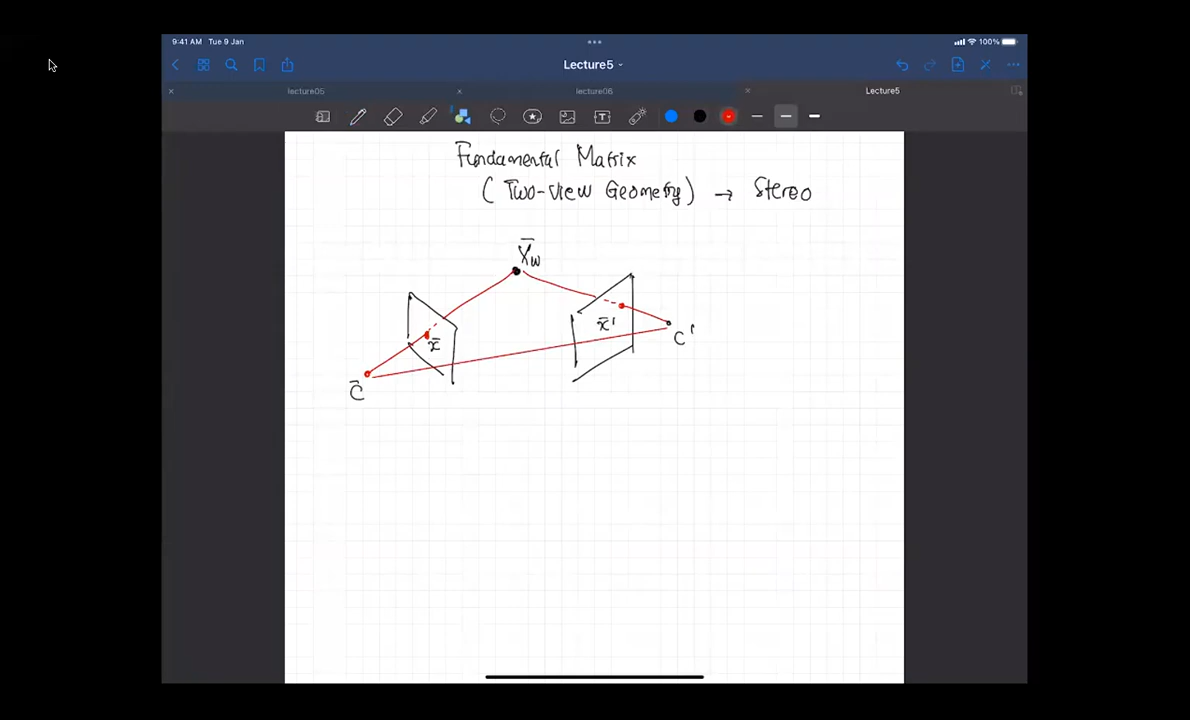 9:41 AM Tue 9 Jan
100%
Lecture5
lecture05
lecture06
Lecture5
Fundamental Matrix
(Two-view Geometry) → Stereo
X̄w
x̄
x̄'
C'
C̄